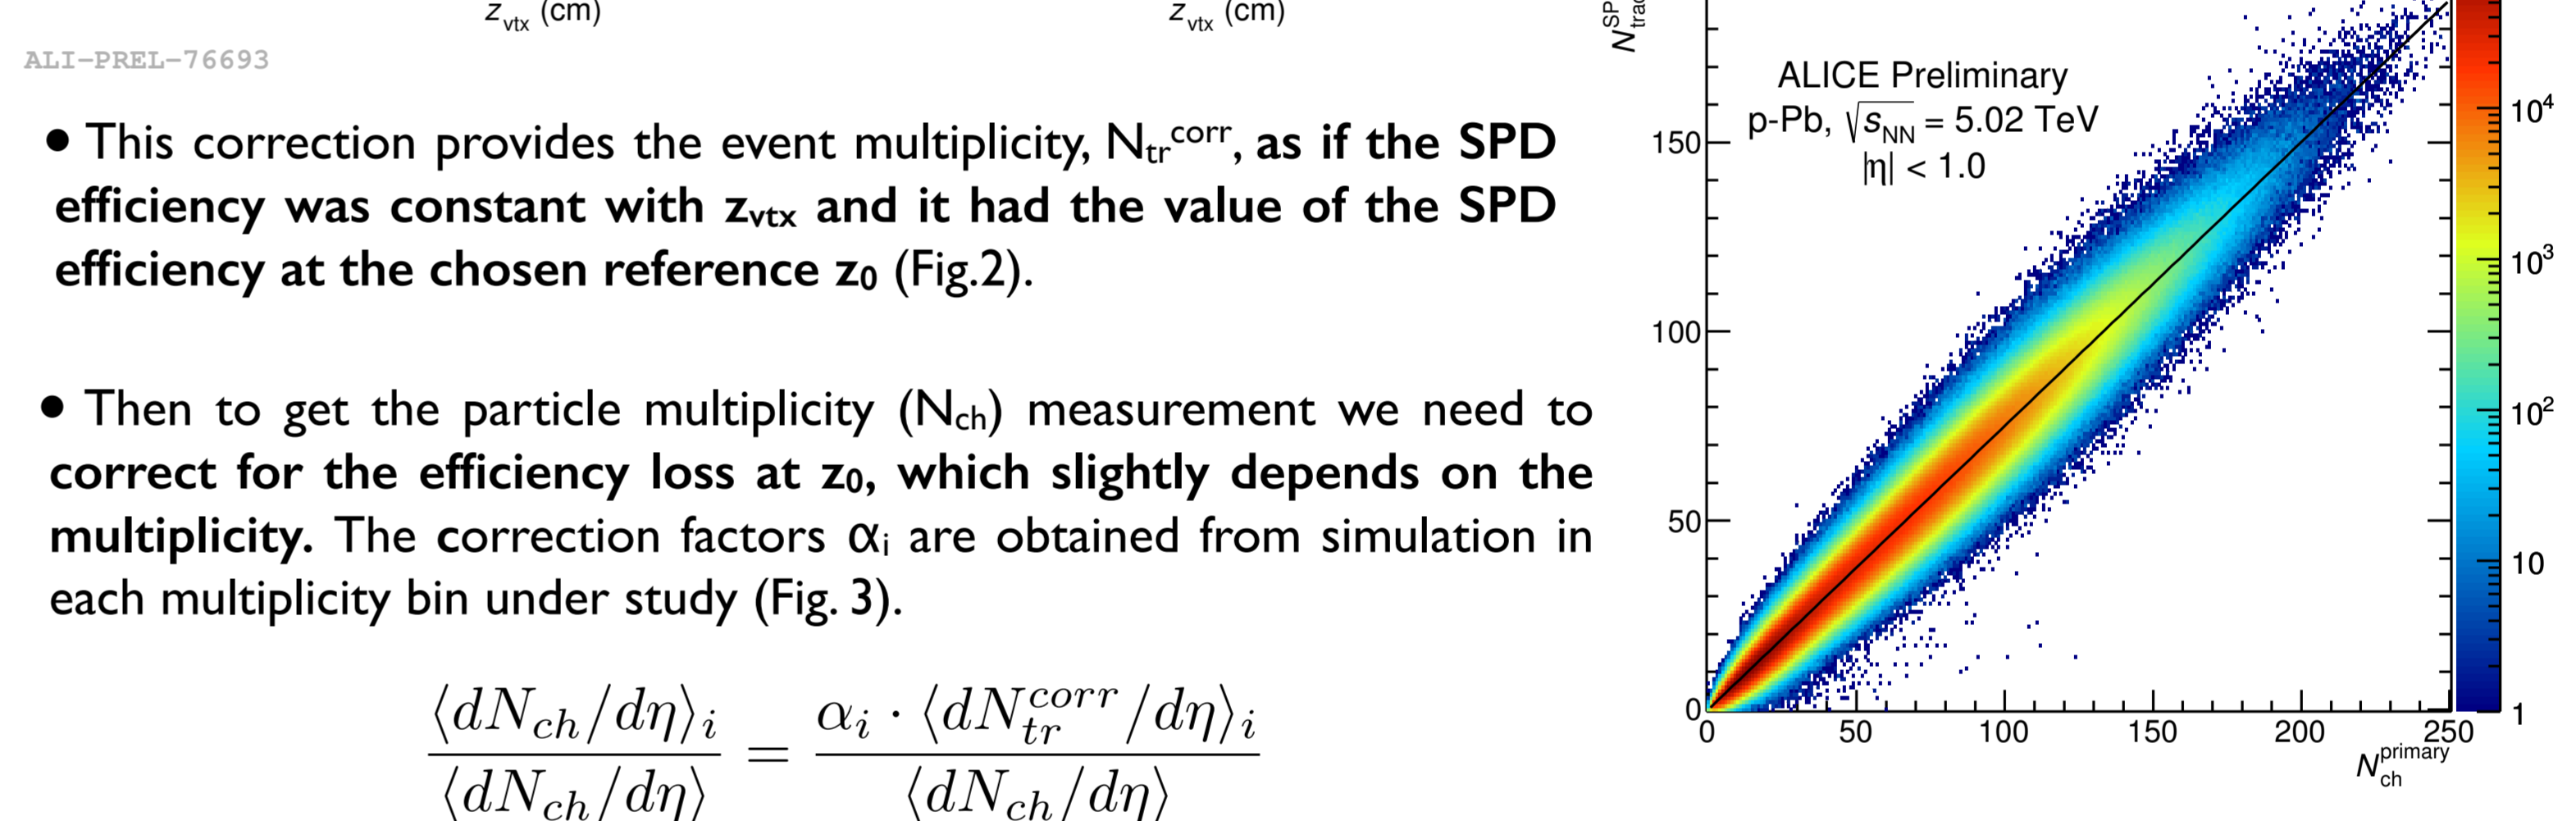 z vtx (cm)
z vtx (cm)
ALI-PREL-76693
● This correction provides the event multiplicity, N_tr^corr, as if the SPD
efficiency was constant with z_vtx and it had the value of the SPD
efficiency at the chosen reference z_0 (Fig.2).
● Then to get the particle multiplicity (N_ch) measurement we need to
correct for the efficiency loss at z_0, which slightly depends on the
multiplicity. The correction factors α_i are obtained from simulation in
each multiplicity bin under study (Fig. 3).
⟨dN_ch/dη⟩_i = α_i · ⟨dN_tr^corr/dη⟩_i
⟨dN_ch/dη⟩ ⟨dN_ch/dη⟩
ALICE Preliminary
p-Pb, √s_NN = 5.02 TeV
|η| < 1.0
150
100
50
0
0 50 100 150 200 250
N_ch^primary
10^4
10^3
10^2
10
1